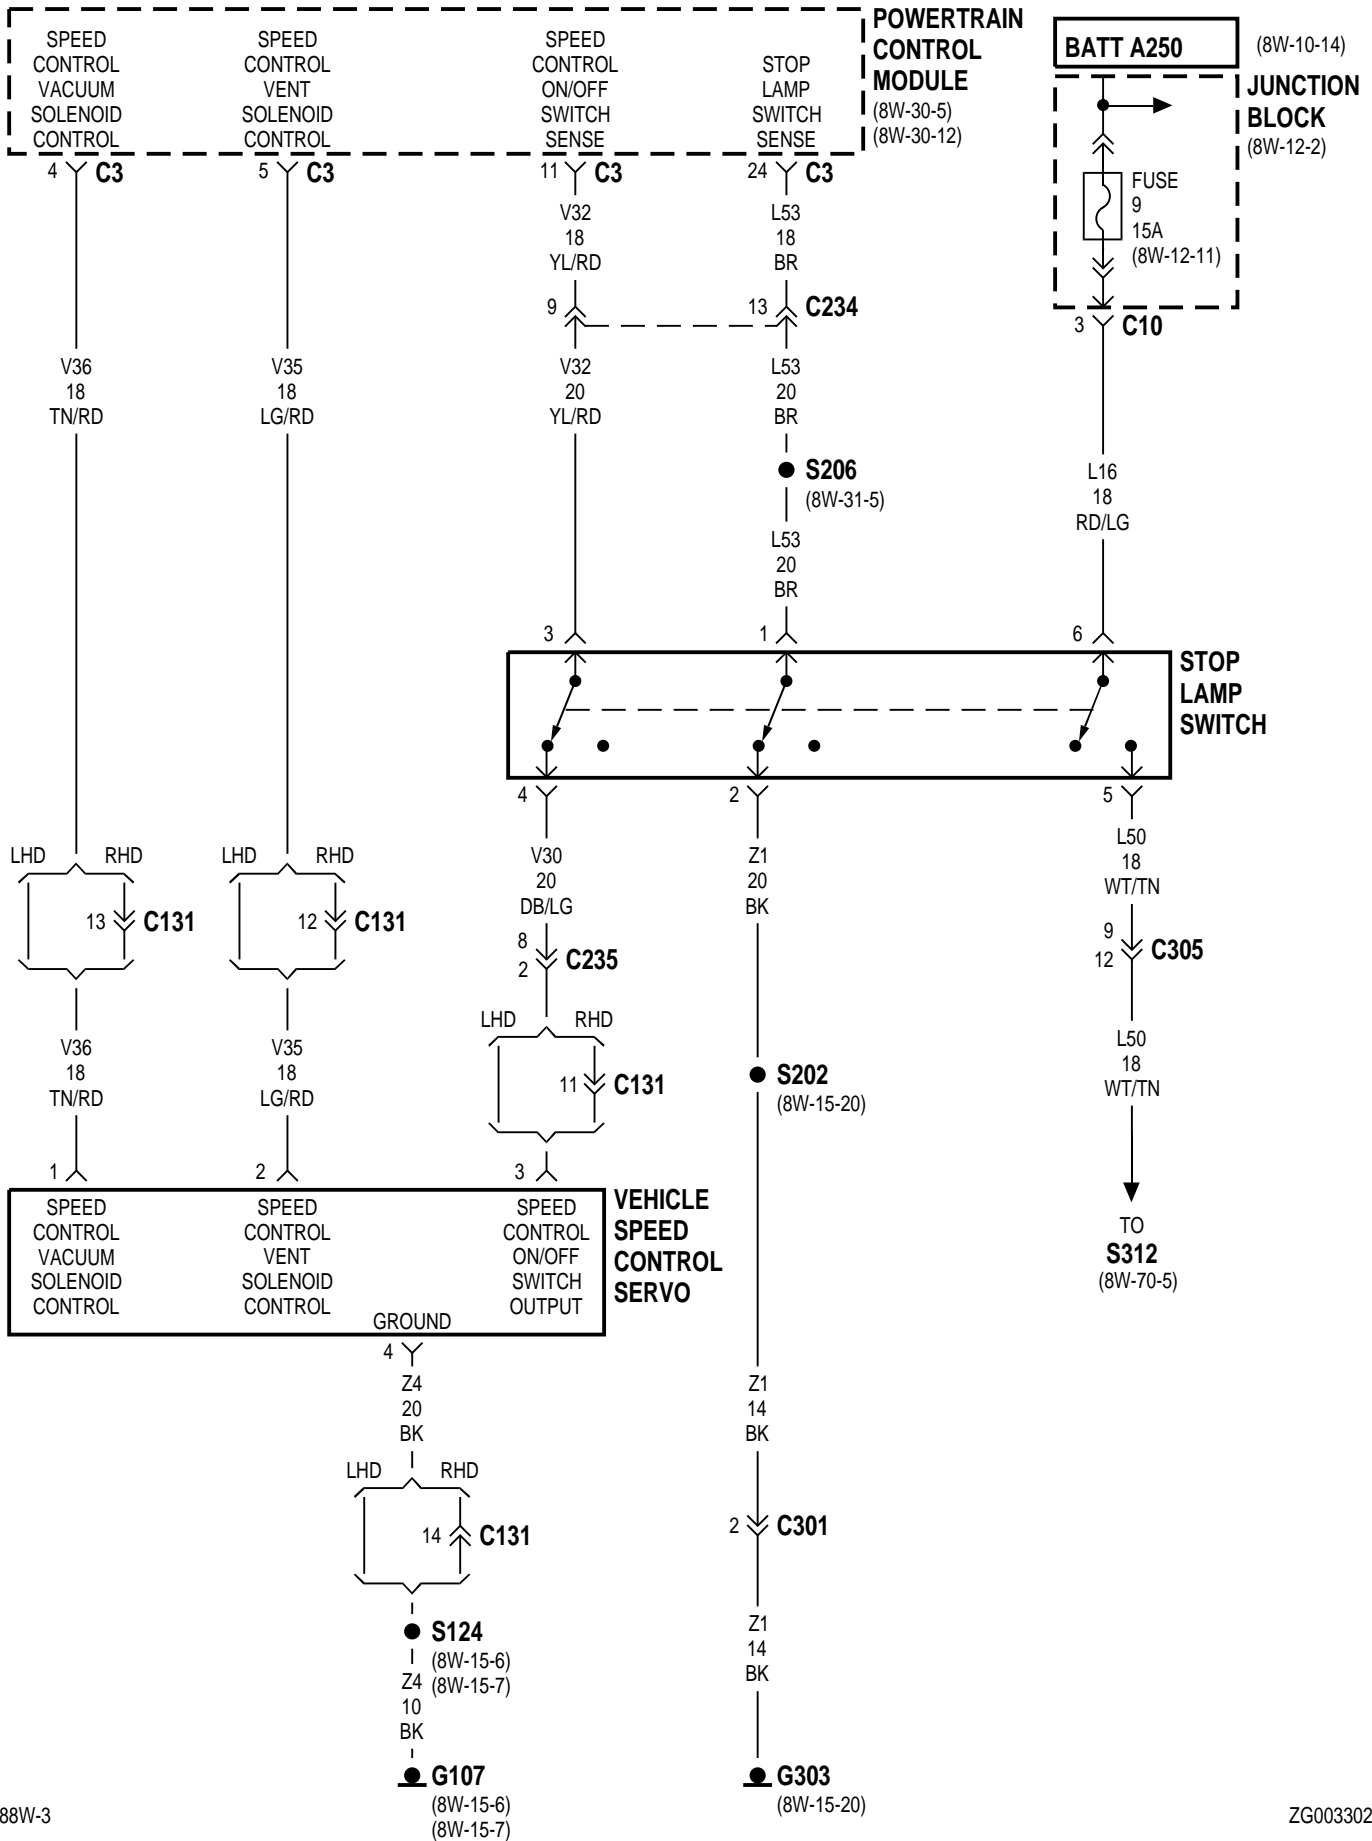 SPEED
CONTROL
VACUUM
SOLENOID
CONTROL
SPEED
CONTROL
VENT
SOLENOID
CONTROL
SPEED
CONTROL
ON/OFF
SWITCH
SENSE
STOP
LAMP
SWITCH
SENSE
POWERTRAIN
CONTROL
MODULE
(8W-30-5)
(8W-30-12)
BATT A250
(8W-10-14)
JUNCTION
BLOCK
(8W-12-2)
FUSE
9
15A
(8W-12-11)
4 C3
5 C3
11 C3
24 C3
V32
18
YL/RD
L53
18
BR
9
13 C234
3 C10
V36
18
TN/RD
V35
18
LG/RD
V32
20
YL/RD
L53
20
BR
S206
(8W-31-5)
L53
20
BR
L16
18
RD/LG
3
1
6
STOP
LAMP
SWITCH
4
2
5
LHD RHD
13 C131
LHD RHD
12 C131
V30
20
DB/LG
8
2
C235
LHD RHD
11 C131
Z1
20
BK
S202
(8W-15-20)
L50
18
WT/TN
9
12
C305
L50
18
WT/TN
TO
S312
(8W-70-5)
V36
18
TN/RD
V35
18
LG/RD
1
2
3
SPEED
CONTROL
VACUUM
SOLENOID
CONTROL
SPEED
CONTROL
VENT
SOLENOID
CONTROL
SPEED
CONTROL
ON/OFF
SWITCH
OUTPUT
GROUND
VEHICLE
SPEED
CONTROL
SERVO
4
Z4
20
BK
LHD RHD
14 C131
S124
(8W-15-6)
(8W-15-7)
Z4
10
BK
G107
(8W-15-6)
(8W-15-7)
Z1
14
BK
2 C301
Z1
14
BK
G303
(8W-15-20)
88W-3
ZG003302